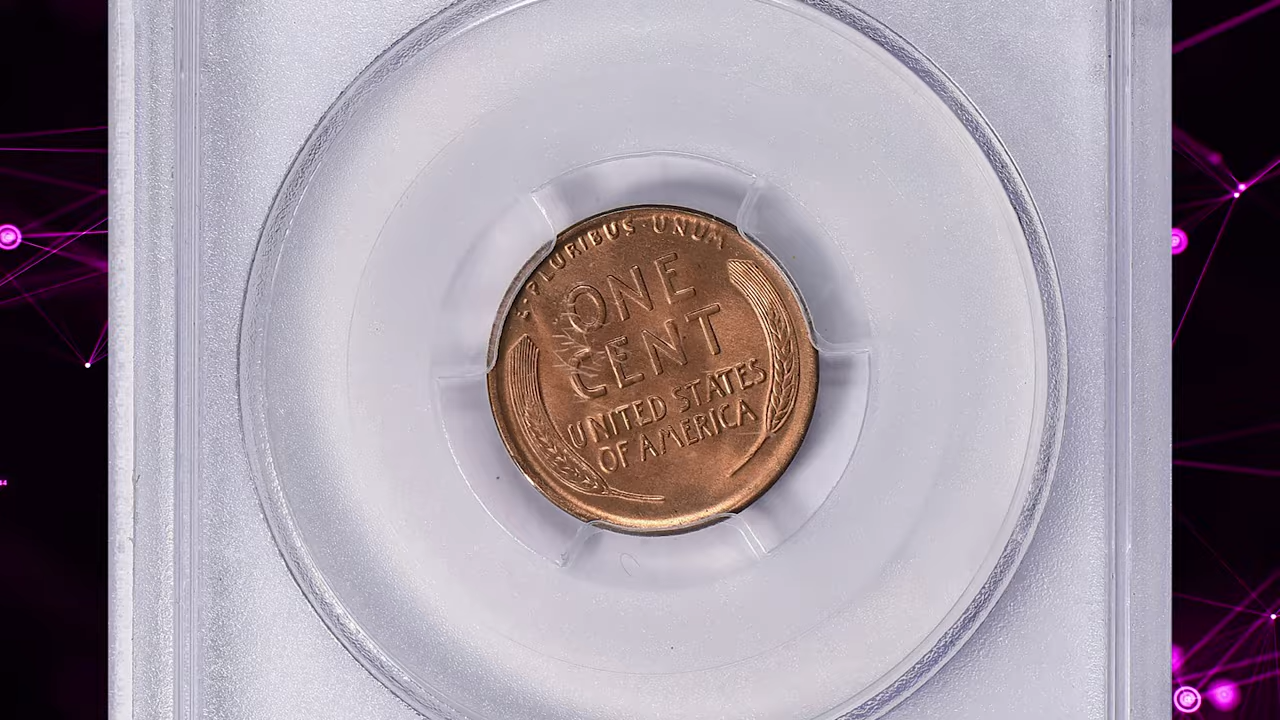 E·PLURIBUS·UNUM
ONE
CENT
UNITED STATES
OF AMERICA